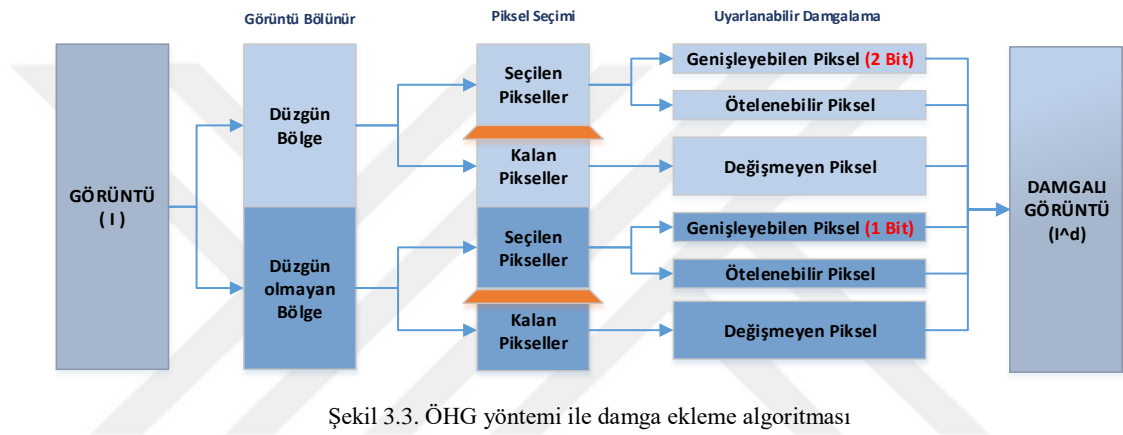 Görüntü Bölünür
Piksel Seçimi
Uyarlanabilir Damgalama
GÖRÜNTÜ
( I )
Düzgün
Bölge
Düzgün
olmayan
Bölge
Seçilen
Pikseller
Kalan
Pikseller
Seçilen
Pikseller
Kalan
Pikseller
Genişleyebilen Piksel (2 Bit)
Ötelenebilir Piksel
Değişmeyen Piksel
Genişleyebilen Piksel (1 Bit)
Ötelenebilir Piksel
Değişmeyen Piksel
DAMGALI
GÖRÜNTÜ
(I^d)
Şekil 3.3. ÖHG yöntemi ile damga ekleme algoritması